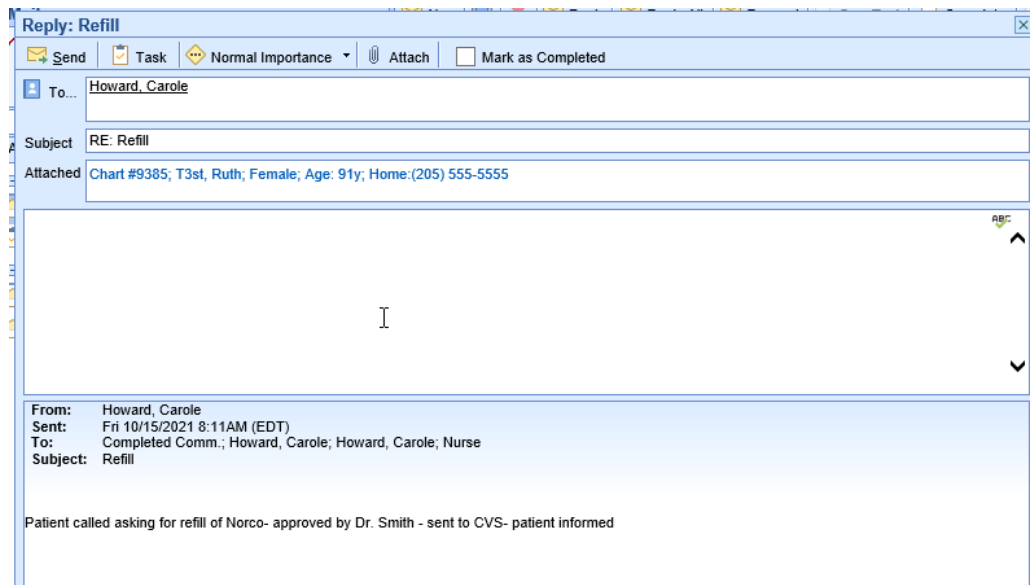 Reply: Refill
Send Task Normal Importance Attach Mark as Completed
To... Howard, Carole
Subject RE: Refill
Attached Chart #9385; T3st, Ruth; Female; Age: 91y; Home:(205) 555-5555
ABC
From: Howard, Carole
Sent: Fri 10/15/2021 8:11AM (EDT)
To: Completed Comm.; Howard, Carole; Howard, Carole; Nurse
Subject: Refill
Patient called asking for refill of Norco- approved by Dr. Smith - sent to CVS- patient informed